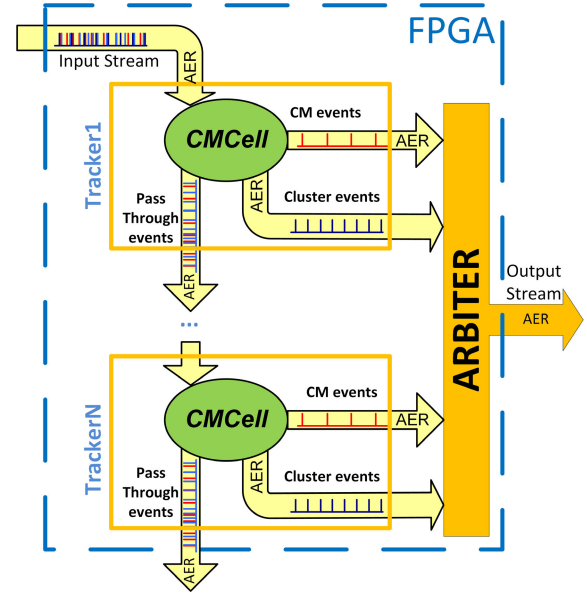 FPGA
Input Stream
AER
Tracker1
CMCell
CM events
AER
Pass
Through
events
AER
Cluster events
AER
...
ARBITER
Output
Stream
AER
TrackerN
CMCell
CM events
AER
Pass
Through
events
AER
Cluster events
AER